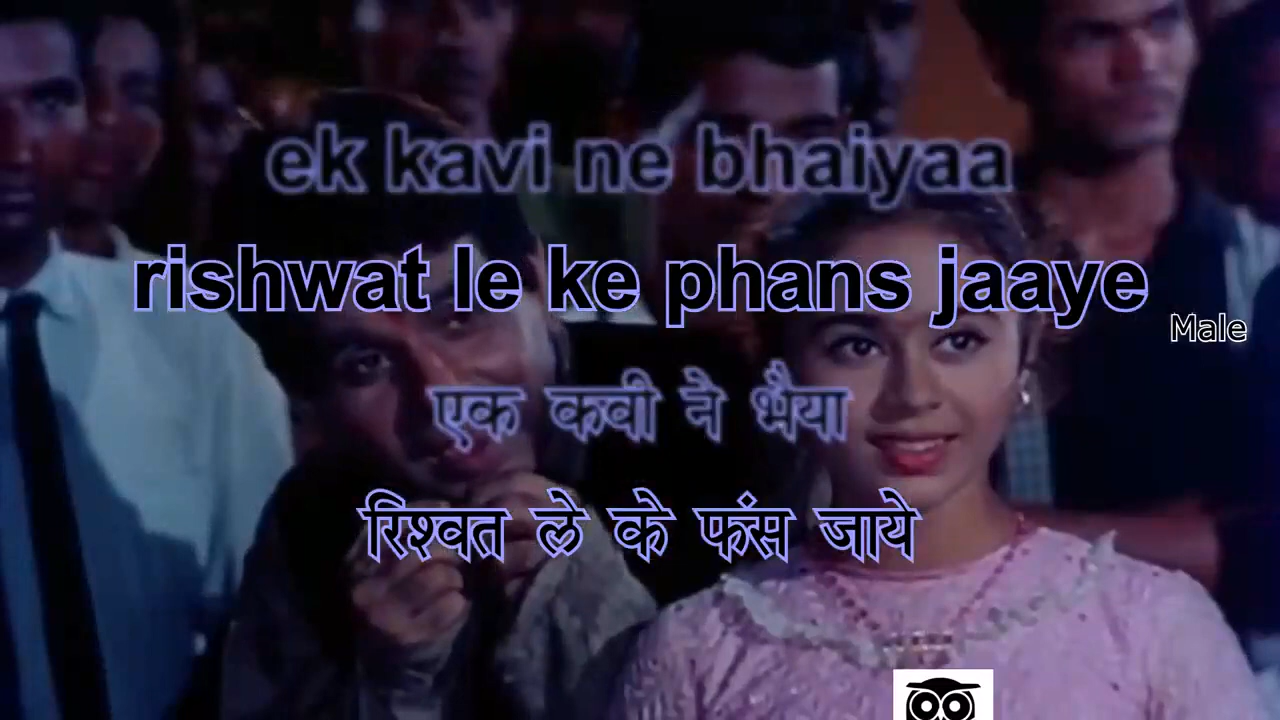 ek kavi ne bhaiyaa
rishwat le ke phans jaaye
Male
एक कवी ने भैया
रिश्वत ले के फंस जाये